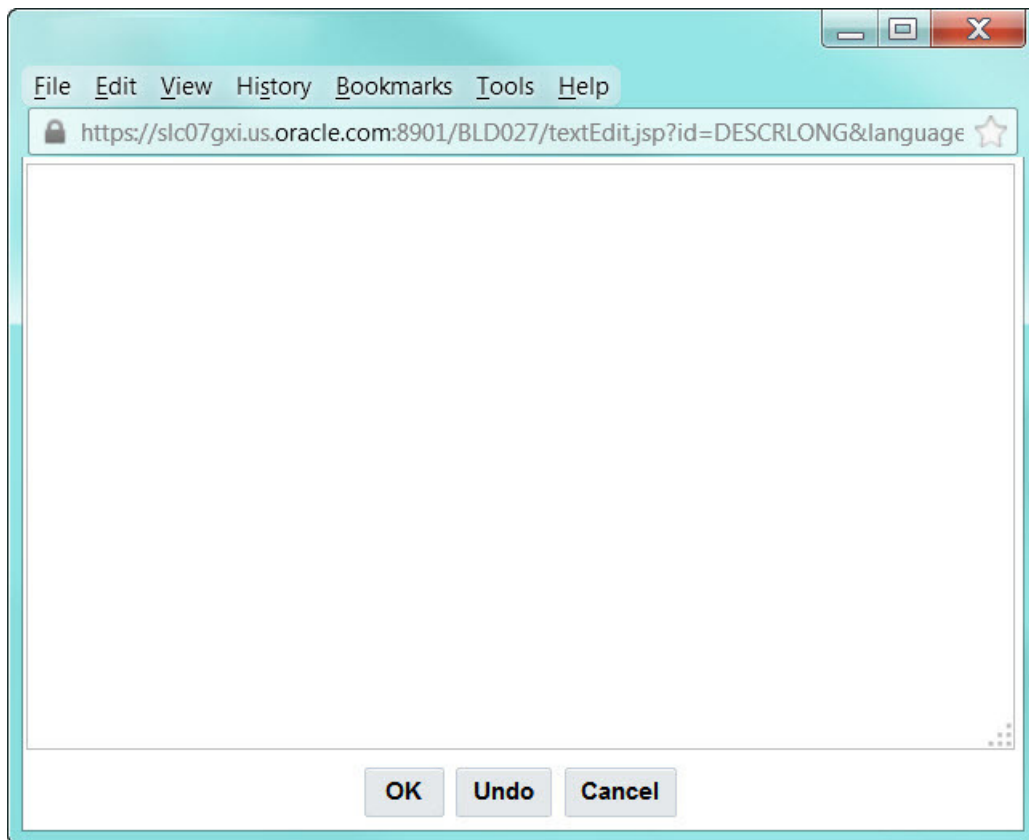 File Edit View History Bookmarks Tools Help
https://slc07gxi.us.oracle.com:8901/BLD027/textEdit.jsp?id=DESCRLONG&language
OK Undo Cancel